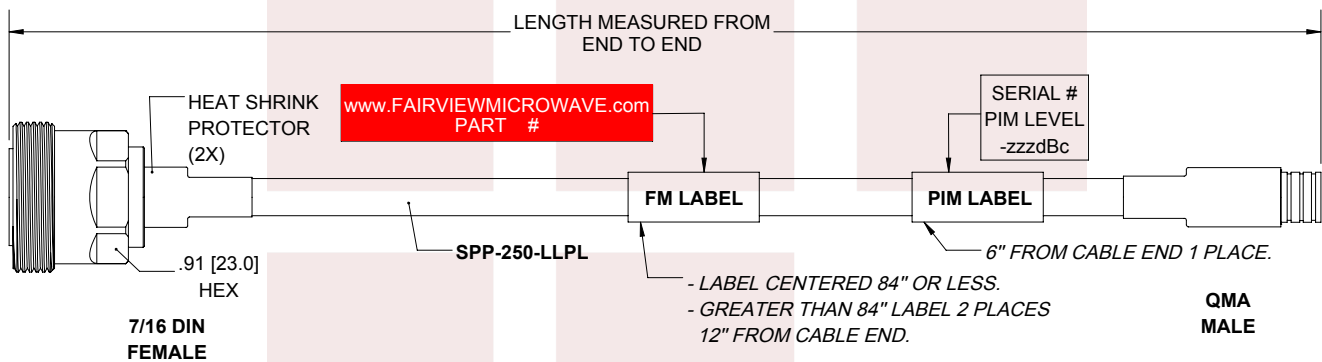 LENGTH MEASURED FROM
END TO END
HEAT SHRINK
PROTECTOR
(2X)
www.FAIRVIEWMICROWAVE.com
PART #
SERIAL #
PIM LEVEL
-zzzdBc
FM LABEL
PIM LABEL
SPP-250-LLPL
6" FROM CABLE END 1 PLACE.
.91 [23.0]
HEX
- LABEL CENTERED 84" OR LESS.
- GREATER THAN 84" LABEL 2 PLACES
12" FROM CABLE END.
7/16 DIN
FEMALE
QMA
MALE